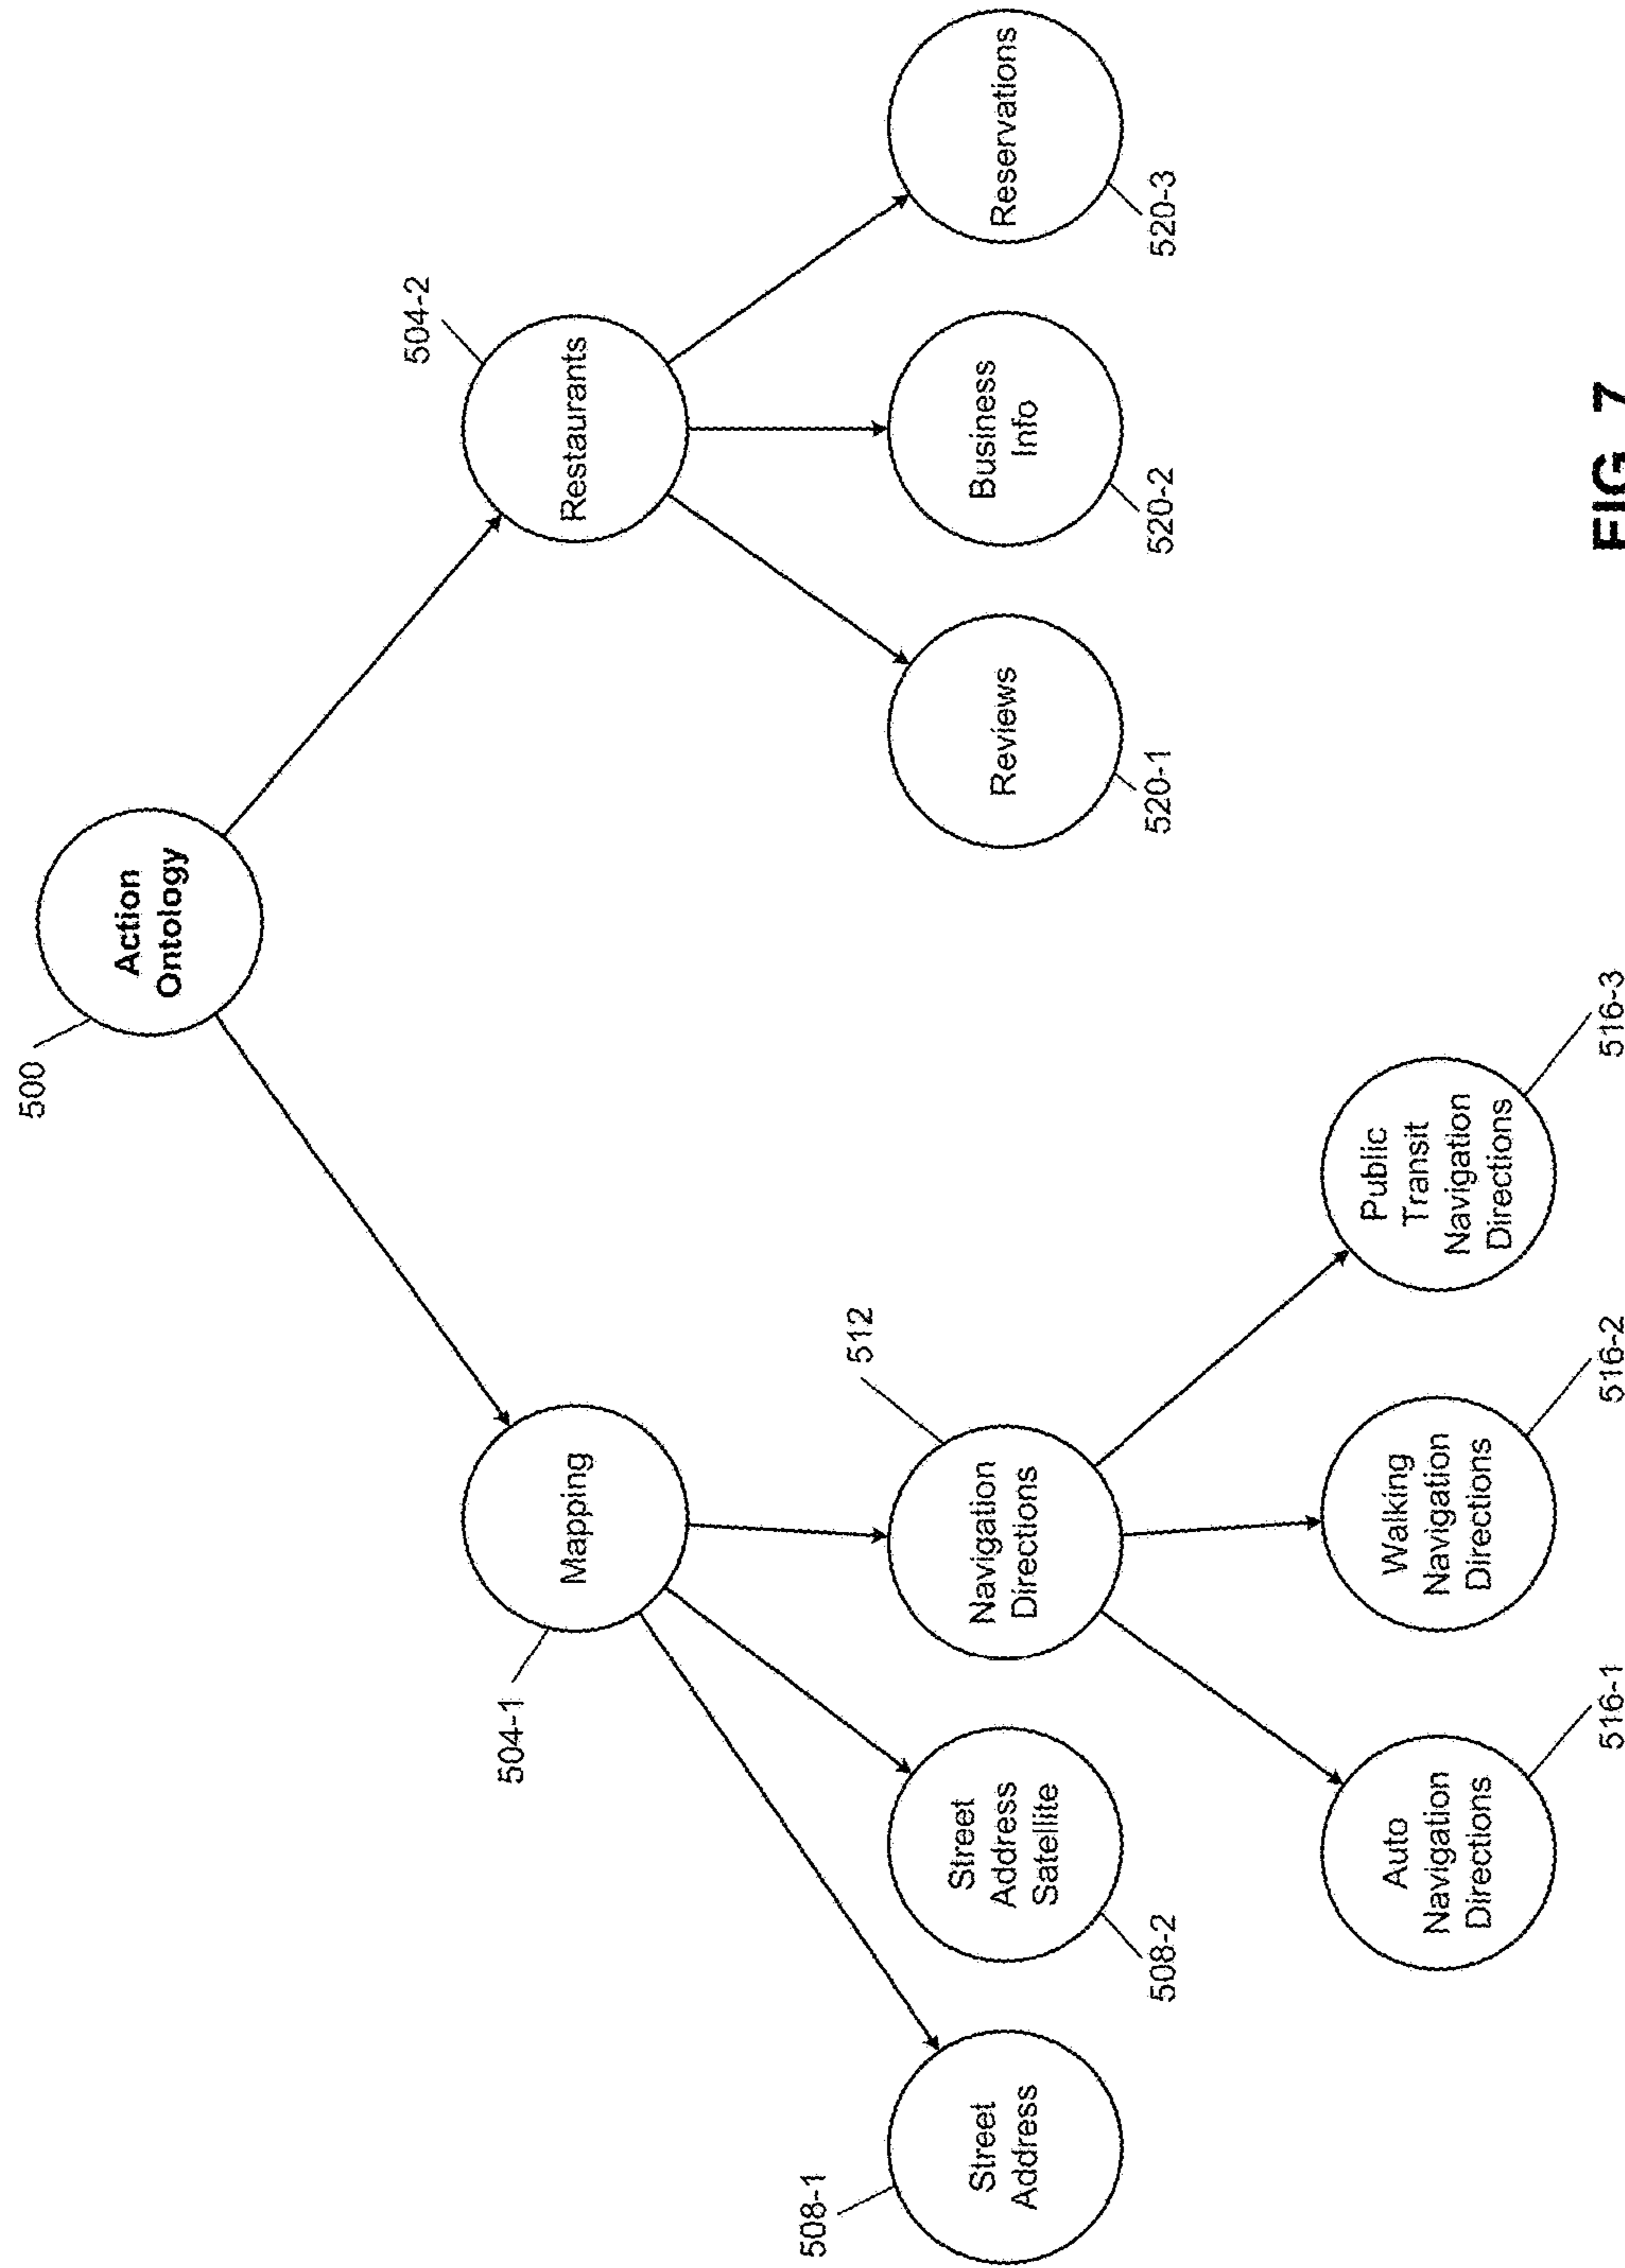 500
Action
Ontology
504-1
Mapping
504-2
Restaurants
508-1
Street
Address
508-2
Street
Address
Satellite
512
Navigation
Directions
520-1
Reviews
520-2
Business
Info
520-3
Reservations
516-1
Auto
Navigation
Directions
516-2
Walking
Navigation
Directions
516-3
Public
Transit
Navigation
Directions
FIG. 7